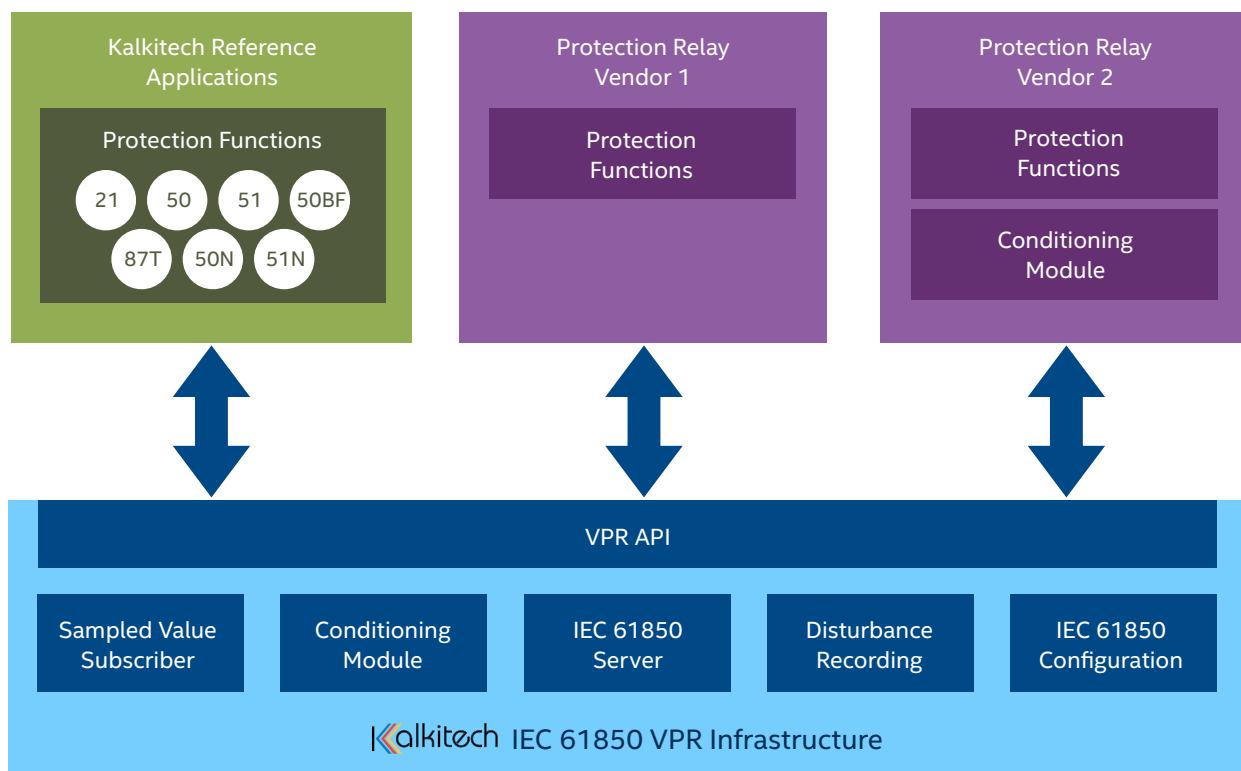 Kalkitech Reference
Applications
Protection Functions
21
50
51
50BF
87T
50N
51N
Protection Relay
Vendor 1
Protection
Functions
Protection Relay
Vendor 2
Protection
Functions
Conditioning
Module
VPR API
Sampled Value
Subscriber
Conditioning
Module
IEC 61850
Server
Disturbance
Recording
IEC 61850
Configuration
Kalkitech IEC 61850 VPR Infrastructure